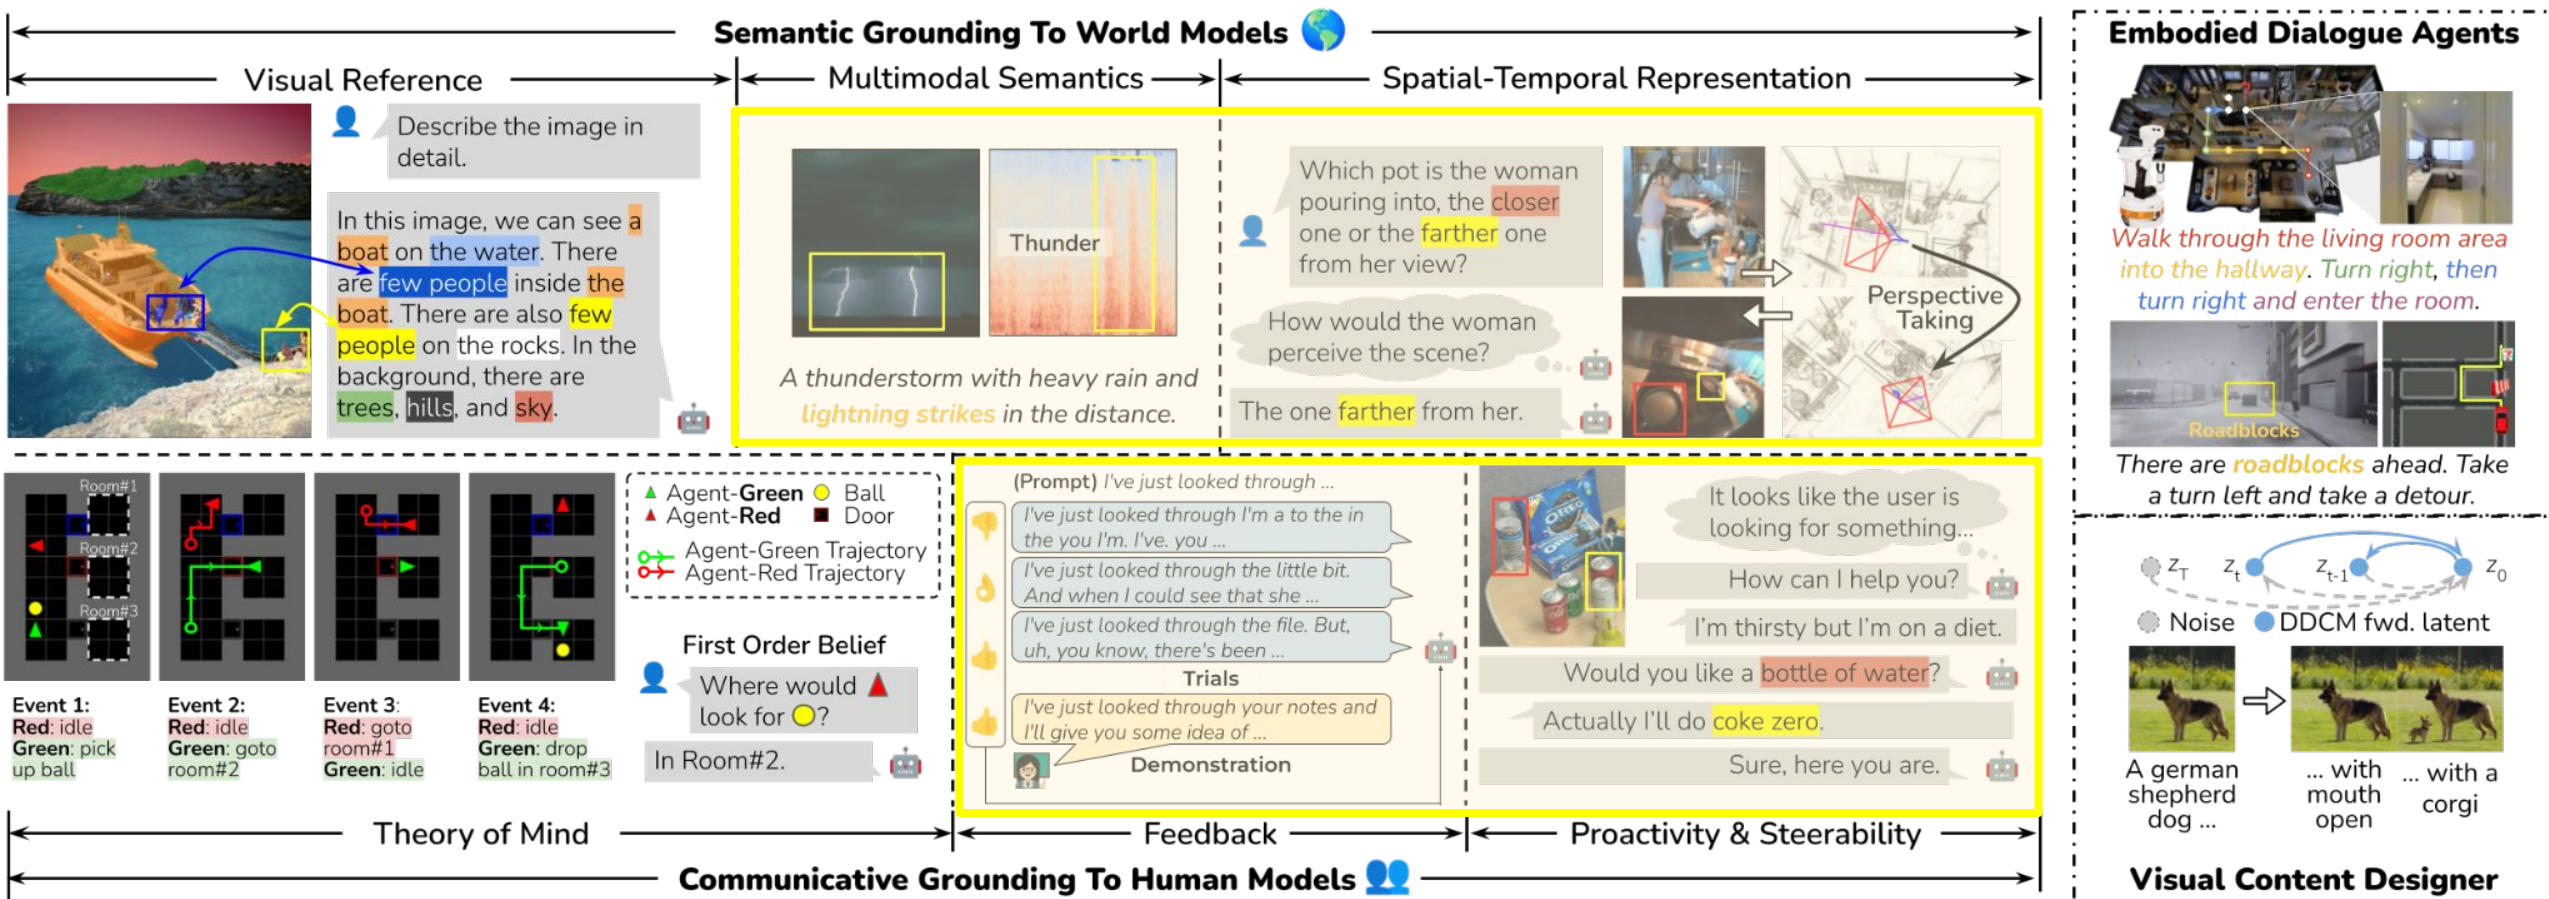 Semantic Grounding To World Models
Visual Reference
Multimodal Semantics
Spatial-Temporal Representation
Describe the image in
detail.
In this image, we can see a
boat on the water. There
are few people inside the
boat. There are also few
people on the rocks. In the
background, there are
trees, hills, and sky.
Thunder
A thunderstorm with heavy rain and
lightning strikes in the distance.
Which pot is the woman
pouring into, the closer
one or the farther one
from her view?
How would the woman
perceive the scene?
The one farther from her.
Perspective
Taking
Room#1
Room#2
Room#3
Agent-Green
Ball
Agent-Red
Door
Agent-Green Trajectory
Agent-Red Trajectory
First Order Belief
Where would
look for ?
In Room#2.
Event 1:
Red: idle
Green: pick
up ball
Event 2:
Red: idle
Green: goto
room#2
Event 3:
Red: goto
room#1
Green: idle
Event 4:
Red: idle
Green: drop
ball in room#3
(Prompt) I've just looked through ...
I've just looked through I'm a to the in
the you I'm. I've. you ...
I've just looked through the little bit.
And when I could see that she ...
I've just looked through the file. But,
uh, you know, there's been ...
Trials
I've just looked through your notes and
I'll give you some idea of ...
Demonstration
OREO
It looks like the user is
looking for something...
How can I help you?
I'm thirsty but I'm on a diet.
Would you like a bottle of water?
Actually I'll do coke zero.
Sure, here you are.
Theory of Mind
Feedback
Proactivity & Steerability
Communicative Grounding To Human Models
Embodied Dialogue Agents
?
Walk through the living room area
into the hallway. Turn right, then
turn right and enter the room.
Roadblocks
There are roadblocks ahead. Take
a turn left and take a detour.
z_T
z_t
z_t-1
z_0
Noise
DDCM fwd. latent
A german
shepherd
dog ...
... with
mouth
open
... with a
corgi
Visual Content Designer